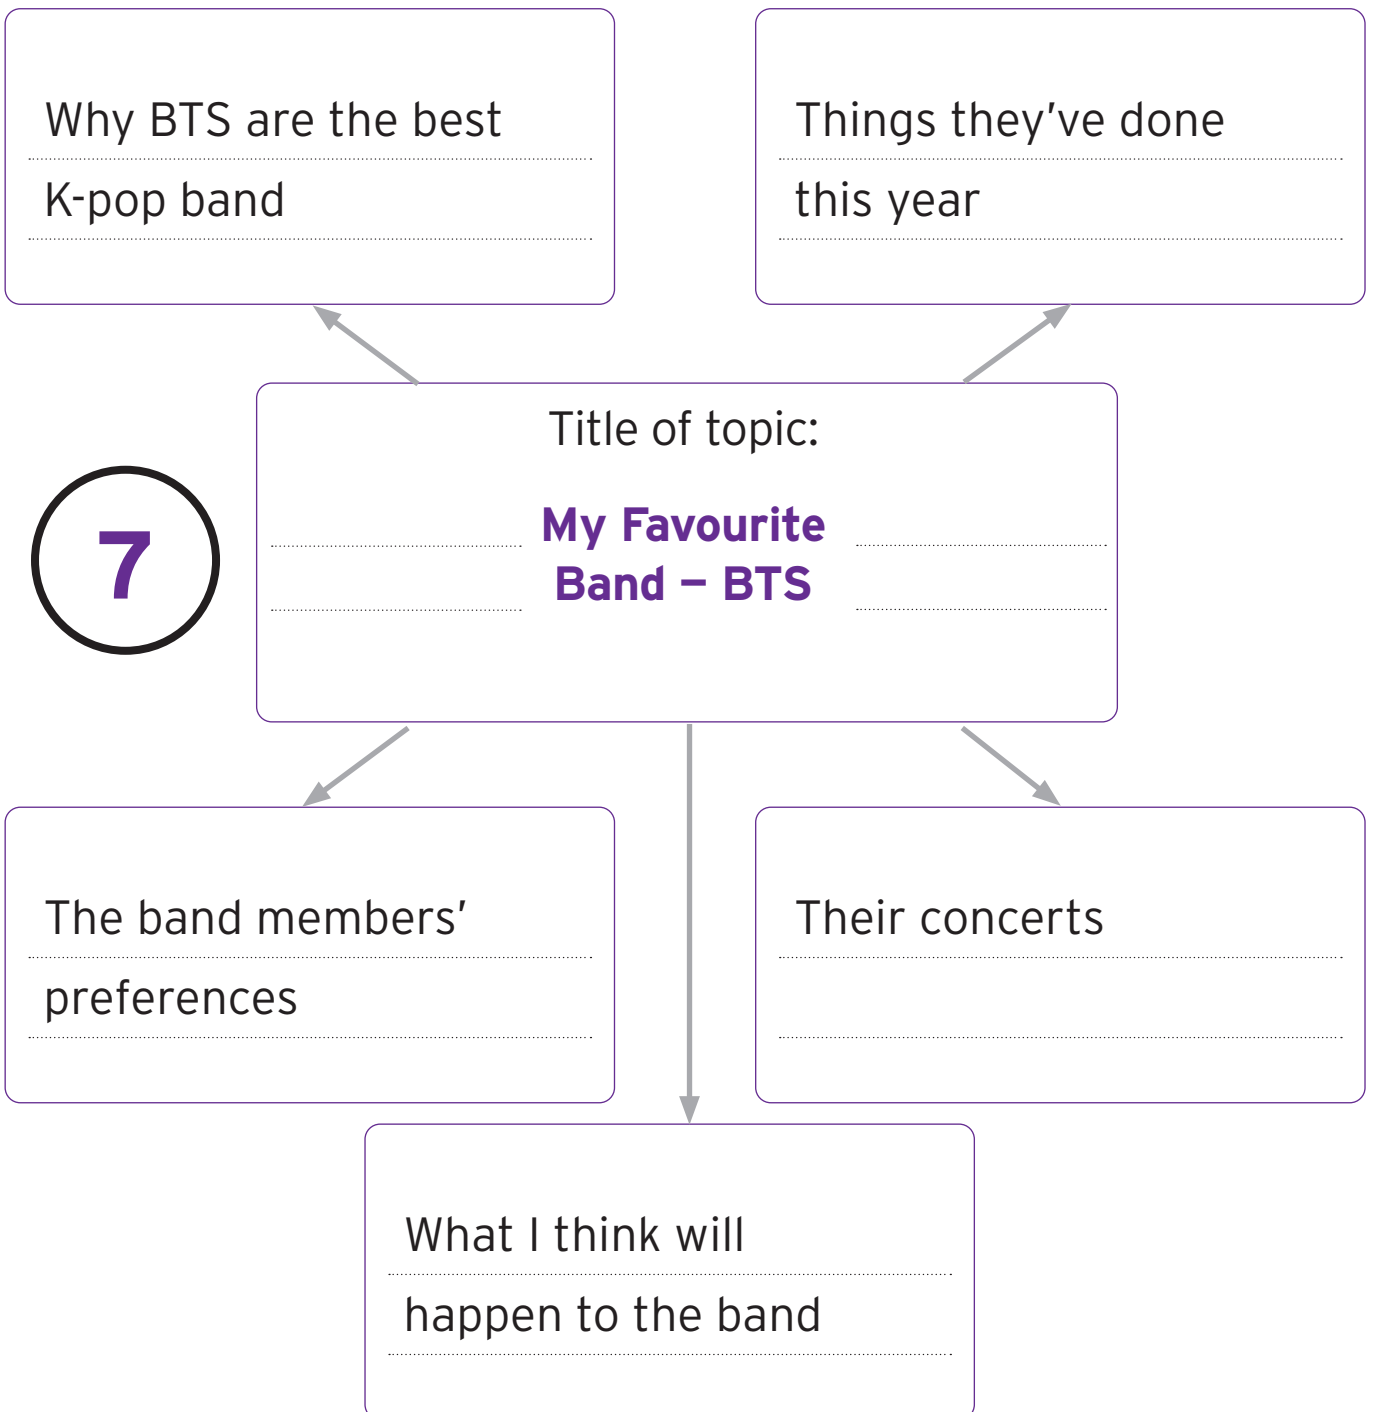 Why BTS are the best
K-pop band
Things they've done
this year
Title of topic:
My Favourite
Band – BTS
7
The band members'
preferences
Their concerts
What I think will
happen to the band